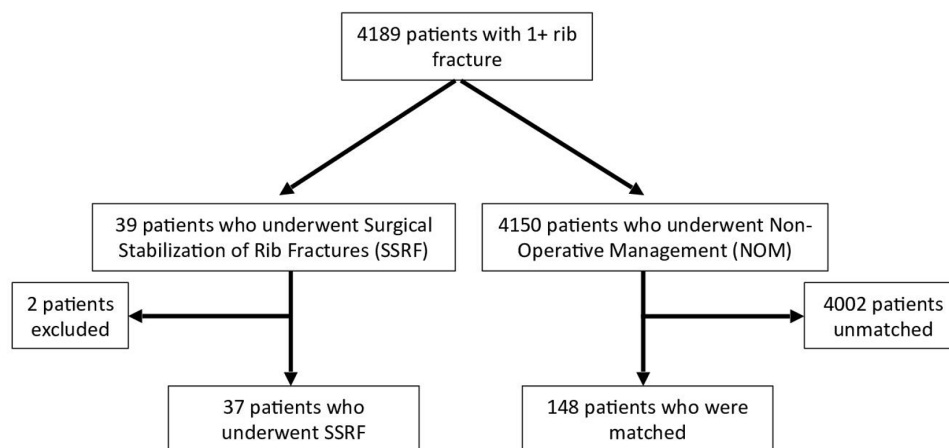 4189 patients with 1+ rib
fracture
39 patients who underwent Surgical
Stabilization of Rib Fractures (SSRF)
4150 patients who underwent Non-
Operative Management (NOM)
2 patients
excluded
4002 patients
unmatched
37 patients who
underwent SSRF
148 patients who were
matched